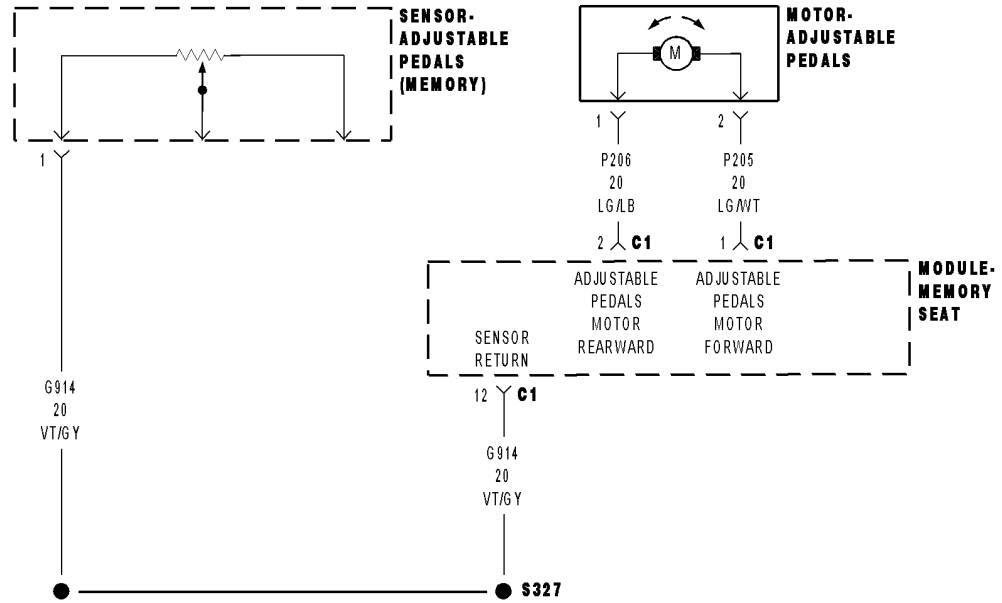 SENSOR-
ADJUSTABLE
PEDALS
(MEMORY)
MOTOR-
ADJUSTABLE
PEDALS
M
1
1
2
P206
20
LG/LB
P205
20
LG/WT
2 C1
1 C1
MODULE-
MEMORY
SEAT
ADJUSTABLE
PEDALS
MOTOR
REARWARD
ADJUSTABLE
PEDALS
MOTOR
FORWARD
SENSOR
RETURN
12 C1
G914
20
VT/GY
G914
20
VT/GY
S327